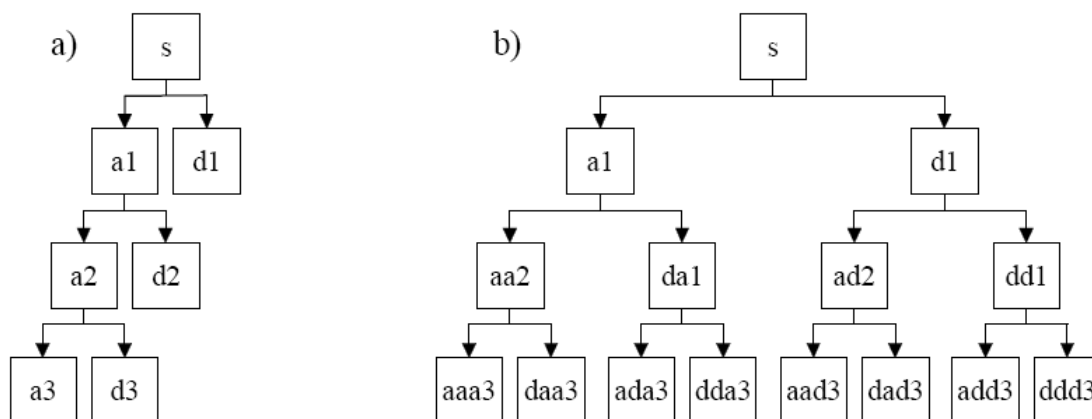 a) s b) s
a1 d1 a1 d1
a2 d2 aa2 da1 ad2 dd1
a3 d3 aaa3 daa3 ada3 dda3 aad3 dad3 add3 ddd3